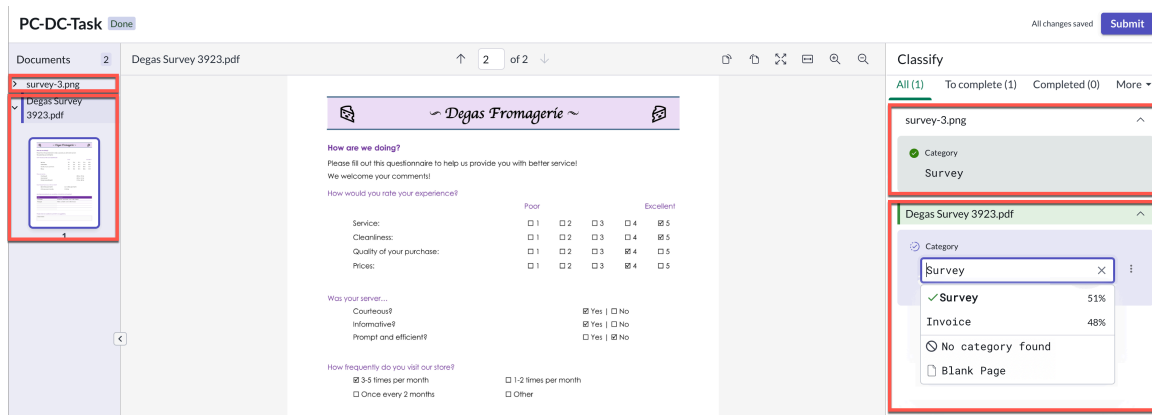 PC-DC-Task Done
All changes saved
Submit
Documents 2
Degas Survey 3923.pdf
2 of 2
Classify
All (1) To complete (1) Completed (0) More
survey-3.png
Degas Survey
3923.pdf
1
~ Degas Fromagerie ~
How are we doing?
Please fill out this questionnaire to help us provide you with better service!
We welcome your comments!
How would you rate your experience?
Poor Excellent
Service: ☐ 1 ☐ 2 ☐ 3 ☐ 4 ☑ 5
Cleanliness: ☐ 1 ☐ 2 ☐ 3 ☐ 4 ☑ 5
Quality of your purchase: ☐ 1 ☐ 2 ☐ 3 ☑ 4 ☐ 5
Prices: ☐ 1 ☐ 2 ☐ 3 ☑ 4 ☐ 5
Was your server...
Courteous? ☑ Yes | ☐ No
Informative? ☑ Yes | ☐ No
Prompt and efficient? ☐ Yes | ☑ No
How frequently do you visit our store?
☑ 3-5 times per month ☐ 1-2 times per month
☐ Once every 2 months ☐ Other
survey-3.png
Category
Survey
Degas Survey 3923.pdf
Category
Survey
Survey 51%
Invoice 48%
No category found
Blank Page